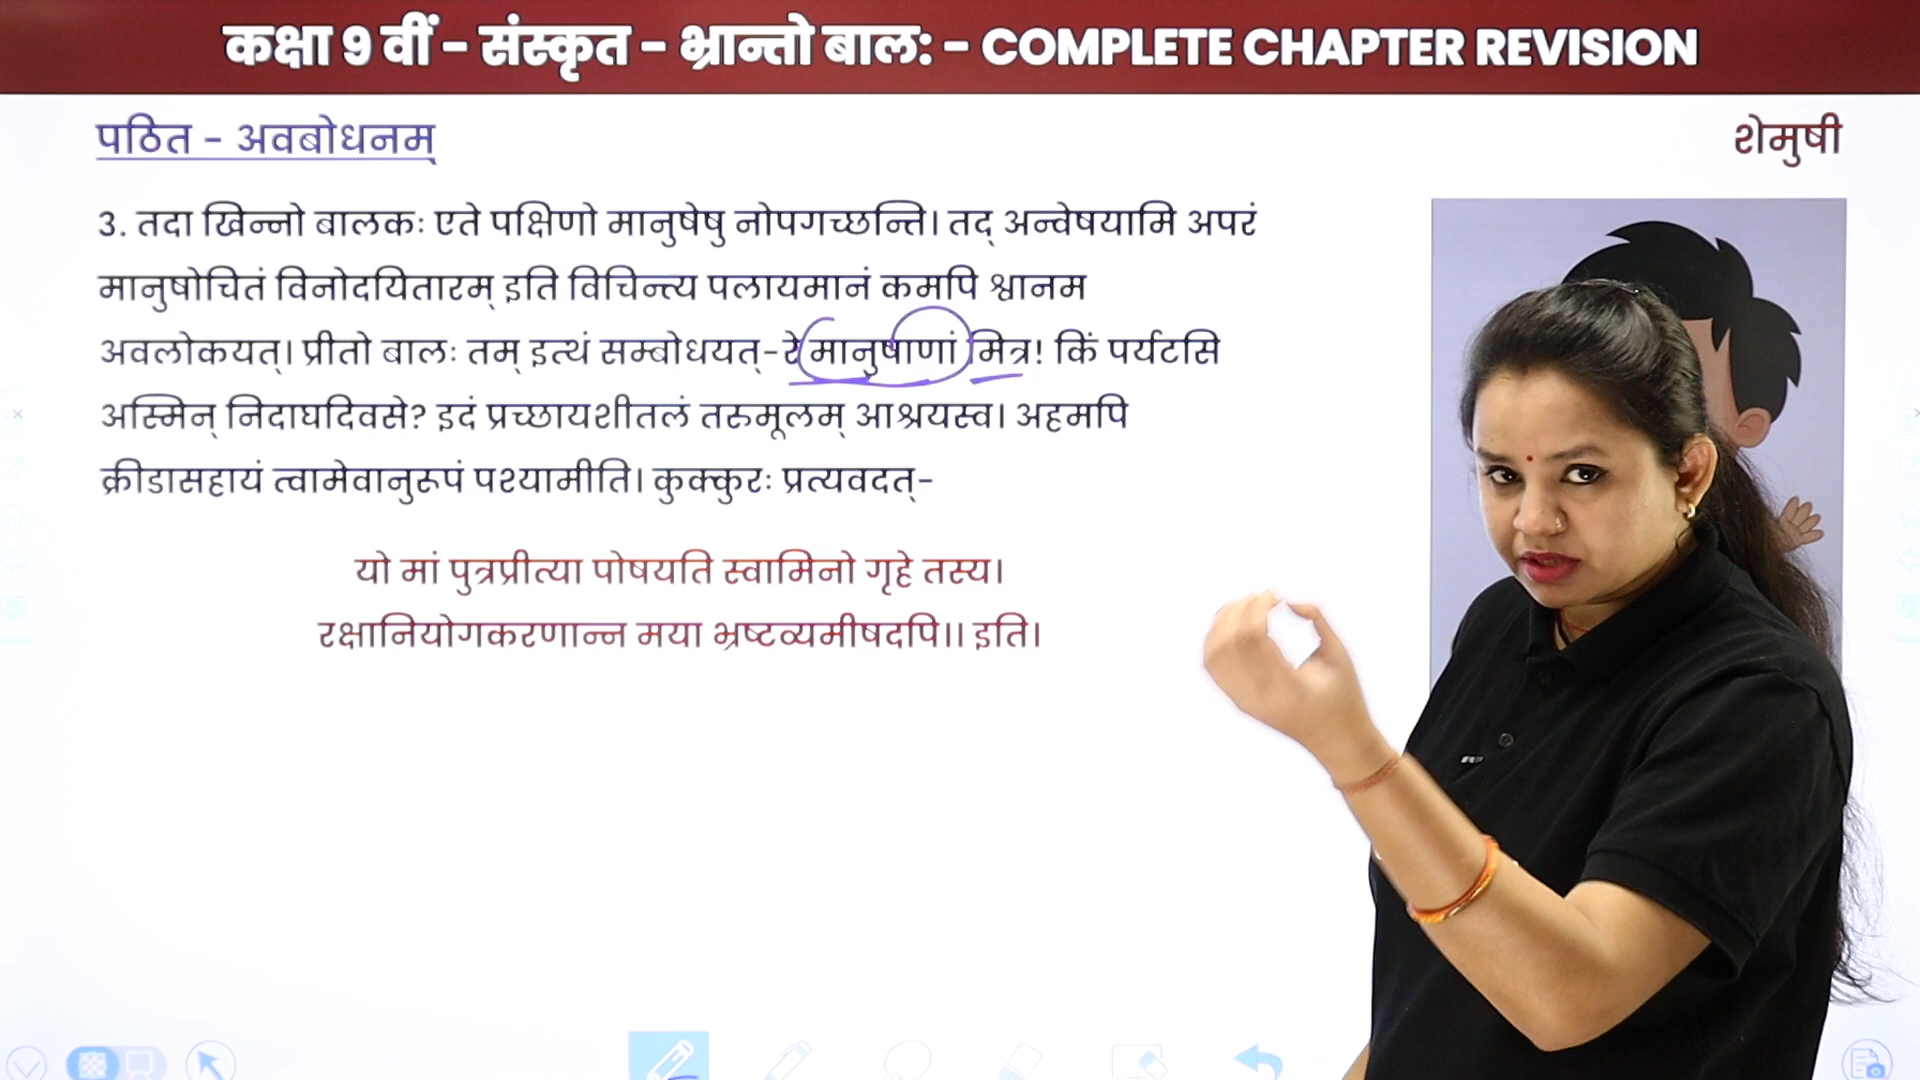 कक्षा 9 वीं - संस्कृत - भ्रान्तो बाल: - COMPLETE CHAPTER REVISION
पठित - अवबोधनम्
शेमुषी
3. तदा खिन्नो बालकः एते पक्षिणो मानुषेषु नोपगच्छन्ति। तद् अन्वेषयामि अपरं
मानुषोचितं विनोदयितारम् इति विचिन्त्य पलायमानं कमपि श्वानम
अवलोकयत्। प्रीतो बालः तम् इत्थं सम्बोधयत्-रे मानुषाणां मित्र! किं पर्यटसि
अस्मिन् निदाघदिवसे? इदं प्रच्छायशीतलं तरुमूलम् आश्रयस्व। अहमपि
क्रीडासहायं त्वामेवानुरूपं पश्यामीति। कुक्कुरः प्रत्यवदत्-
यो मां पुत्रप्रीत्या पोषयति स्वामिनो गृहे तस्य।
रक्षानियोगकरणान्न मया भ्रष्टव्यमीषदपि।। इति।